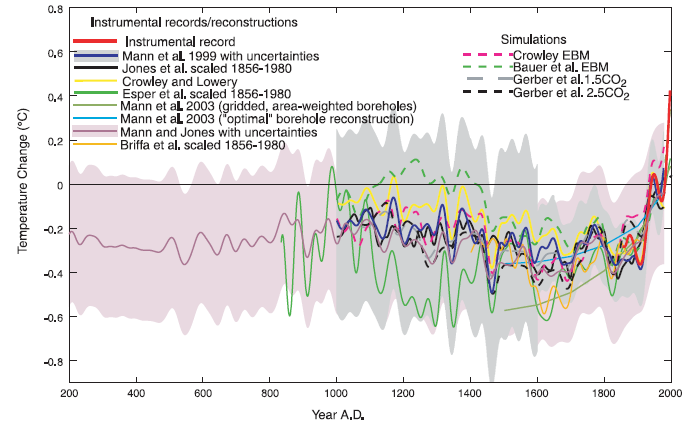 Instrumental records/reconstructions
Instrumental record
Mann et al. 1999 with uncertainties
Jones et al. scaled 1856-1980
Crowley and Lowery
Esper et al. scaled 1856-1980
Mann et al. 2003 (gridded, area-weighted boreholes)
Mann et al. 2003 ("optimal" borehole reconstruction)
Mann and Jones with uncertainties
Briffa et al. scaled 1856-1980
Simulations
Crowley EBM
Bauer et al. EBM
Gerber et al. 1.5CO₂
Gerber et al. 2.5CO₂
Temperature Change (°C)
0.8
0.4
0.2
0
-0.2
-0.4
-0.6
-0.8
200 400 600 800 1000 1200 1400 1600 1800 2000
Year A.D.